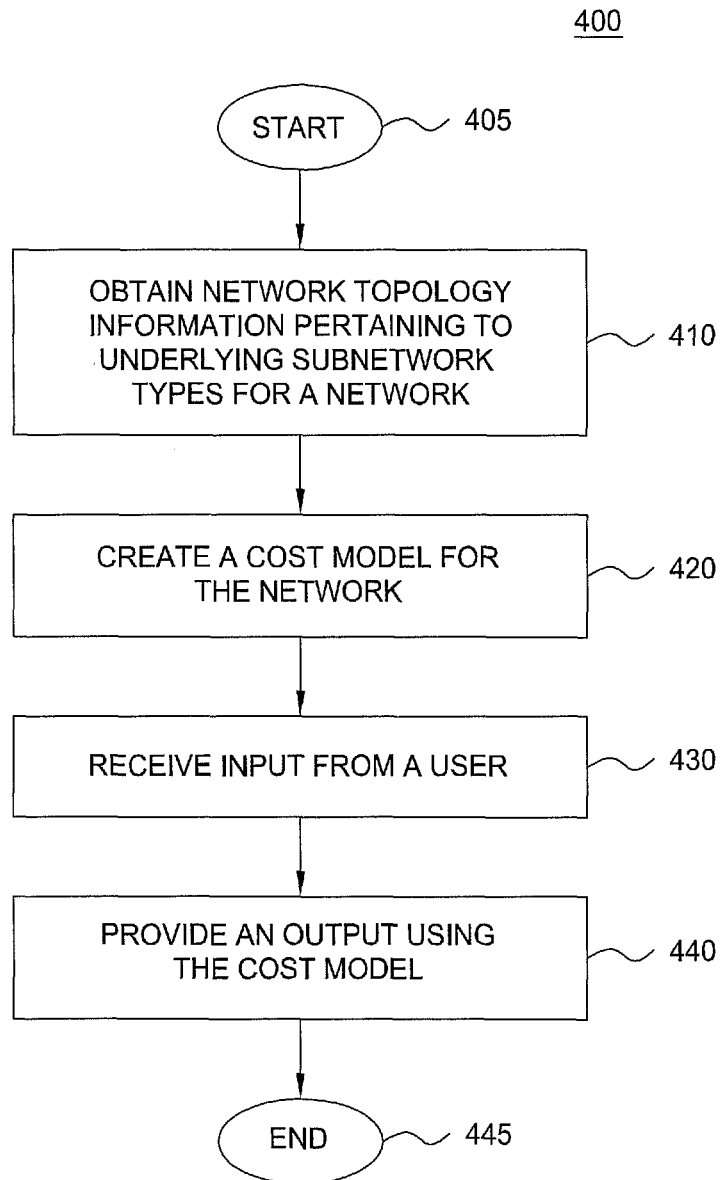 400
START
405
OBTAIN NETWORK TOPOLOGY
INFORMATION PERTAINING TO
UNDERLYING SUBNETWORK
TYPES FOR A NETWORK
410
CREATE A COST MODEL FOR
THE NETWORK
420
RECEIVE INPUT FROM A USER
430
PROVIDE AN OUTPUT USING
THE COST MODEL
440
END
445